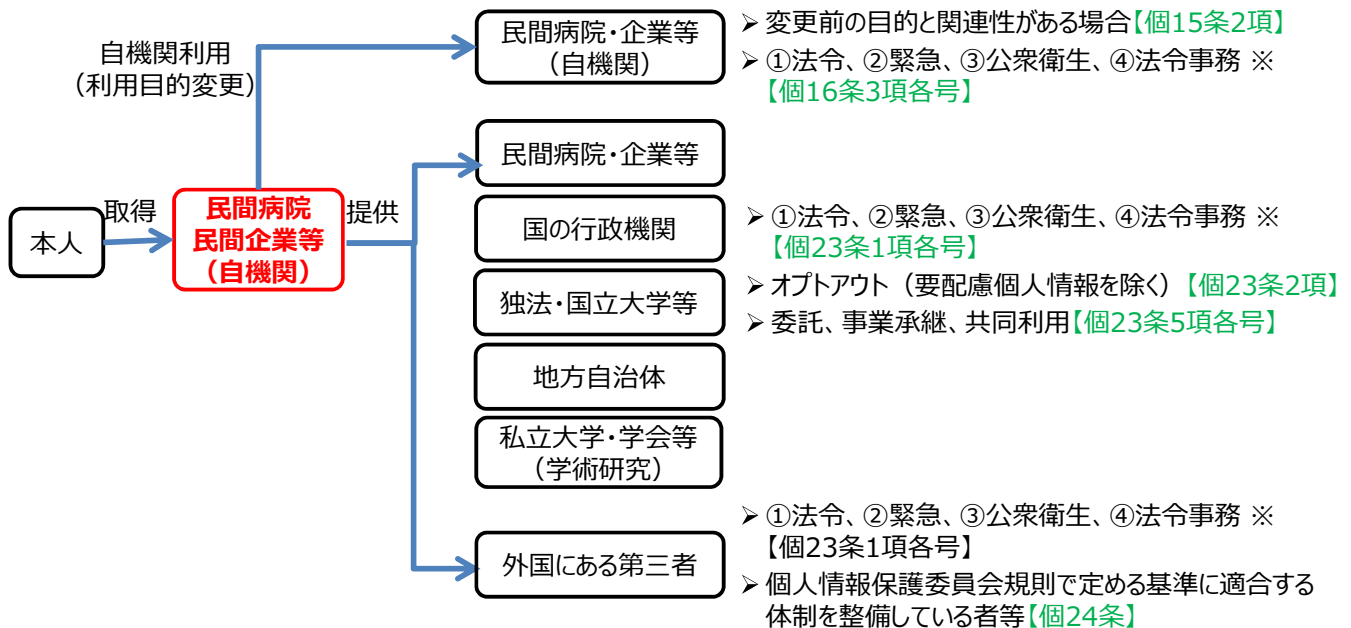 自機関利用
（利用目的変更）
民間病院・企業等
（自機関）
➢ 変更前の目的と関連性がある場合【個15条2項】
➢ ①法令、②緊急、③公衆衛生、④法令事務 ※
【個16条3項各号】
本人
取得
民間病院
民間企業等
（自機関）
提供
民間病院・企業等
国の行政機関
独法・国立大学等
地方自治体
私立大学・学会等
（学術研究）
➢ ①法令、②緊急、③公衆衛生、④法令事務 ※
【個23条1項各号】
➢ オプトアウト（要配慮個人情報を除く）【個23条2項】
➢ 委託、事業承継、共同利用【個23条5項各号】
外国にある第三者
➢ ①法令、②緊急、③公衆衛生、④法令事務 ※
【個23条1項各号】
➢ 個人情報保護委員会規則で定める基準に適合する
体制を整備している者等【個24条】